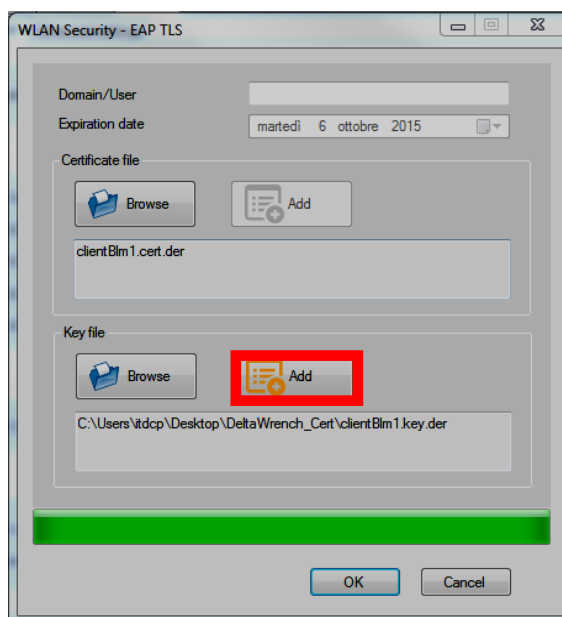 WLAN Security - EAP TLS
Domain/User
Expiration date
martedì 6 ottobre 2015
Certificate file
Browse
Add
clientBlm1.cert.der
Key file
Browse
Add
C:\Users\itdcp\Desktop\DeltaWrench_Cert\clientBlm1.key.der
OK
Cancel